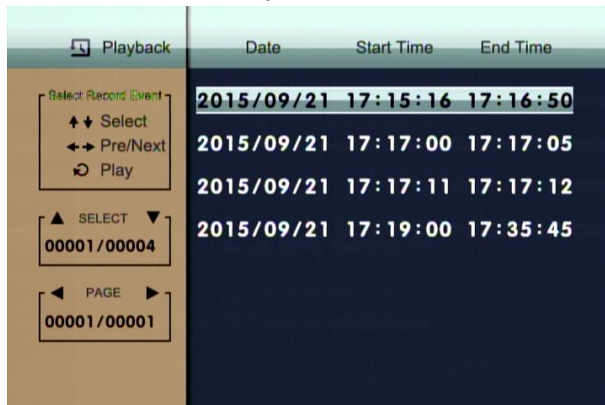 Playback
Date Start Time End Time
Select Record Event
Select
Pre/Next
Play
SELECT
00001/00004
PAGE
00001/00001
2015/09/21 17:15:16 17:16:50
2015/09/21 17:17:00 17:17:05
2015/09/21 17:17:11 17:17:12
2015/09/21 17:19:00 17:35:45